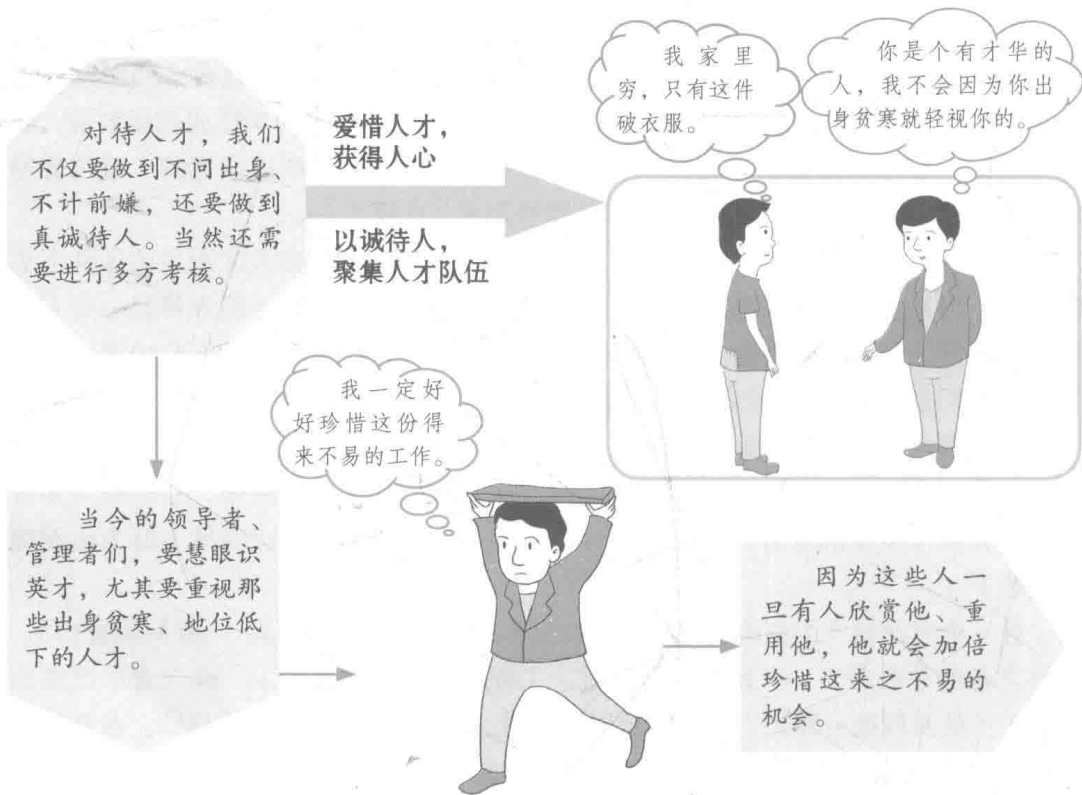 对待人才，我们
不仅要做到不问出身、
不计前嫌，还要做到
真诚待人。当然还需
要进行多方考核。
爱惜人才，
获得人心
以诚待人，
聚集人才队伍
我家里
穷，只有这件
破衣服。
你是个有才华的
人，我不会因为你出
身贫寒就轻视你的。
我一定好
好珍惜这份得
来不易的工作。
当今的领导者、
管理者们，要慧眼识
英才，尤其要重视那
些出身贫寒、地位低
下的人才。
因为这些人一
旦有人欣赏他、重
用他，他就会加倍
珍惜这来之不易的
机会。